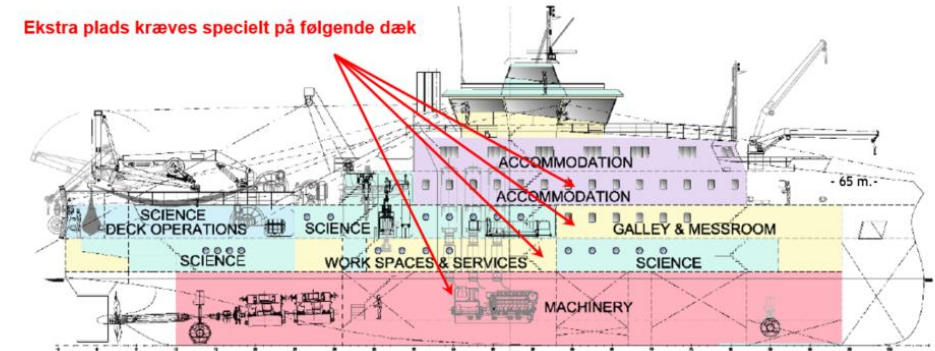 Ekstra plads kræves specielt på følgende dæk
ACCOMMODATION
ACCOMMODATION
- 65 m.-
SCIENCE
DECK OPERATIONS
SCIENCE
GALLEY & MESSROOM
SCIENCE
WORK SPACES & SERVICES
SCIENCE
MACHINERY